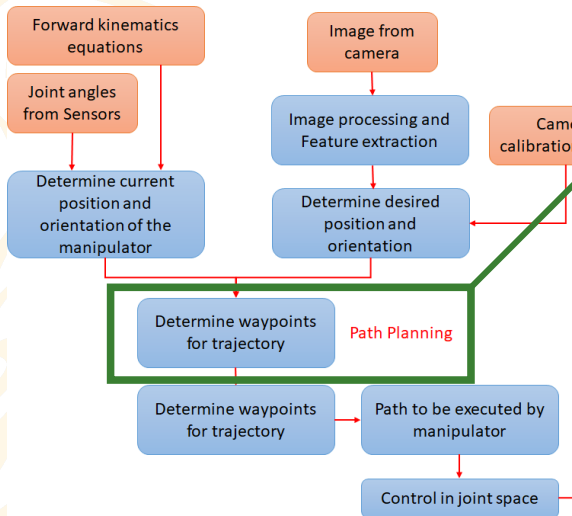 Forward kinematics
equations
Image from
camera
Joint angles
from Sensors
Image processing and
Feature extraction
calibration
Determine current
position and
orientation of the
manipulator
Determine desired
position and
orientation
Determine waypoints
for trajectory
Path Planning
Determine waypoints
for trajectory
Path to be executed by
manipulator
Control in joint space